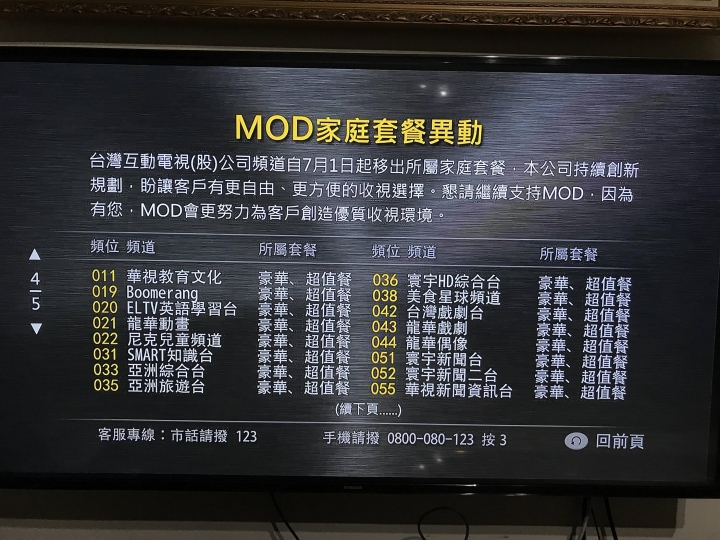 MOD家庭套餐異動
台灣互動電視(股)公司頻道自7月1日起移出所屬家庭套餐，本公司持續創新
規劃，盼讓客戶有更自由、更方便的收視選擇。懇請繼續支持MOD，因為
有您，MOD會更努力為客戶創造優質收視環境。
頻位 頻道 所屬套餐 頻位 頻道 所屬套餐
011 華視教育文化 豪華、超值餐 036 寰宇HD綜合台 豪華、超值餐
019 Boomerang 豪華、超值餐 038 美食星球頻道 豪華、超值餐
020 ELTV英語學習台 豪華、超值餐 042 台灣戲劇台 豪華、超值餐
021 龍華動畫 豪華、超值餐 043 龍華戲劇 豪華、超值餐
022 尼克兒童頻道 豪華、超值餐 044 龍華偶像 豪華、超值餐
031 SMART知識台 豪華、超值餐 051 寰宇新聞台 豪華、超值餐
033 亞洲綜合台 豪華、超值餐 052 寰宇新聞二台 豪華、超值餐
035 亞洲旅遊台 豪華、超值餐 055 華視新聞資訊台 豪華、超值餐
▲
4
5
▼
(續下頁......)
客服專線：市話請撥 123 手機請撥 0800-080-123 按 3 回前頁